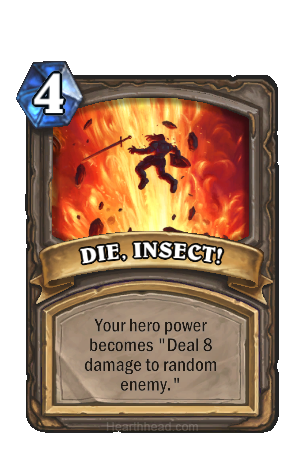 4
DIE, INSECT!
Your hero power
becomes "Deal 8
damage to random
enemy."
Hearthhead.com